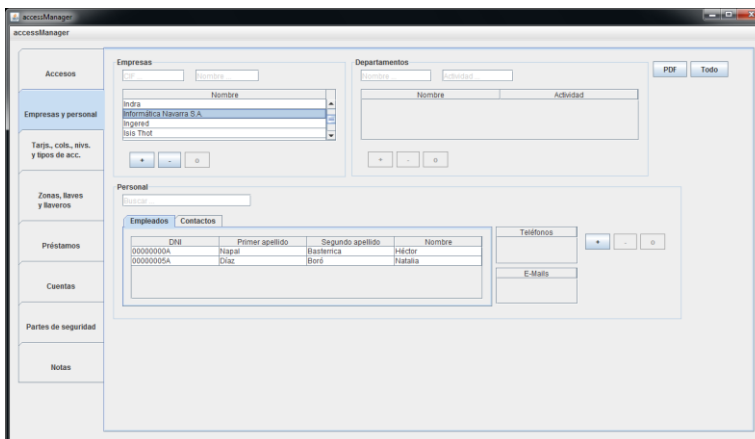 accessManager
accessManager
Accesos
Empresas y personal
Tarjs., cols., nivs.
y tipos de acc.
Zonas, llaves
y llaveros
Préstamos
Cuentas
Partes de seguridad
Notas
Empresas
CIF ...
Nombre ...
Nombre
Indra
Informática Navarra S.A.
Ingered
Isis Thot
+ - o
Departamentos
Nombre ...
Actividad ...
Nombre Actividad
+ - o
PDF Todo
Personal
Buscar ...
Empleados Contactos
DNI Primer apellido Segundo apellido Nombre
00000000A Napal Basterrica Héctor
00000005A Díaz Boró Natalia
Teléfonos
E-Mails
+ - o